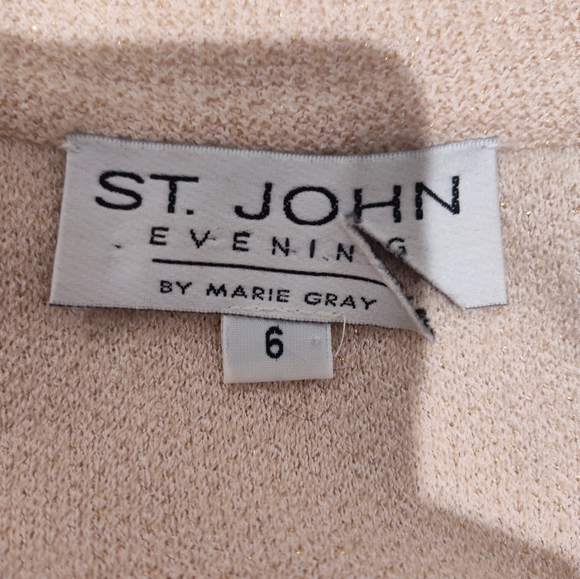 ST. JOHN
EVENING
BY MARIE GRAY
6